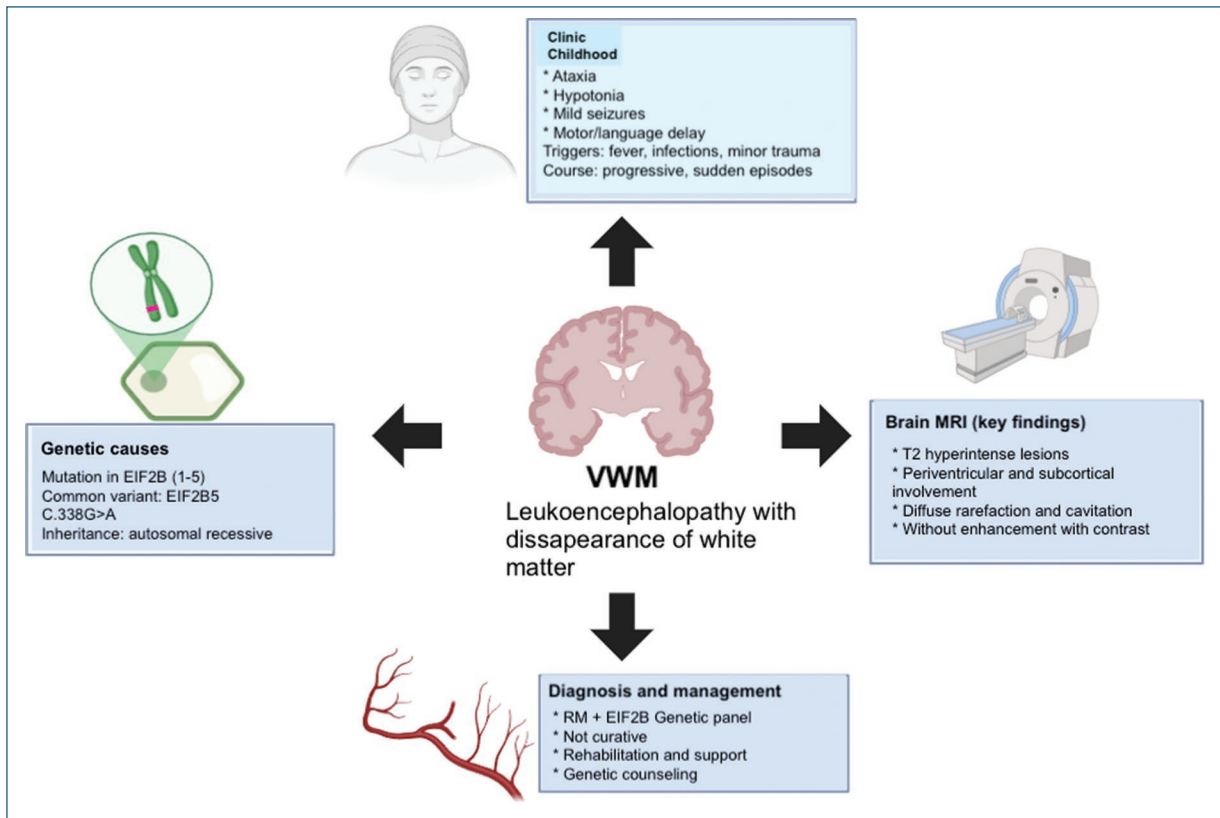 Clinic
Childhood
* Ataxia
* Hypotonia
* Mild seizures
* Motor/language delay
Triggers: fever, infections, minor trauma
Course: progressive, sudden episodes
Genetic causes
Mutation in EIF2B (1-5)
Common variant: EIF2B5
C.338G>A
Inheritance: autosomal recessive
VWM
Leukoencephalopathy with
dissapearance of white
matter
Brain MRI (key findings)
* T2 hyperintense lesions
* Periventricular and subcortical
involvement
* Diffuse rarefaction and cavitation
* Without enhancement with contrast
Diagnosis and management
* RM + EIF2B Genetic panel
* Not curative
* Rehabilitation and support
* Genetic counseling